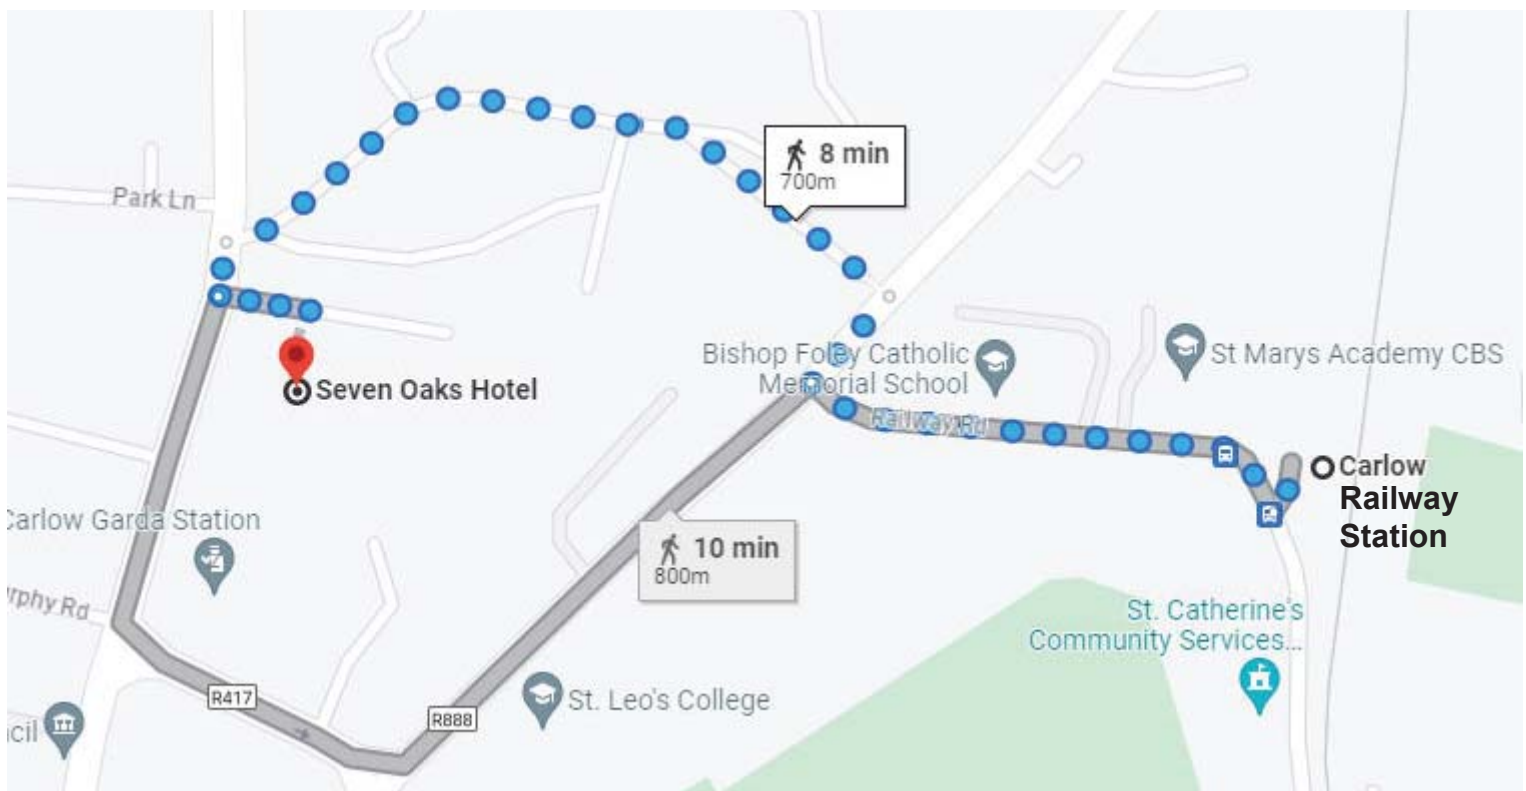 8 min
700m
Park Ln
Bishop Foley Catholic
Memorial School
St Marys Academy CBS
Seven Oaks Hotel
Railway Rd
Carlow
Railway
Station
Carlow Garda Station
10 min
800m
rphy Rd
St. Catherine's
Community Services...
R417
R888
St. Leo's College
cil